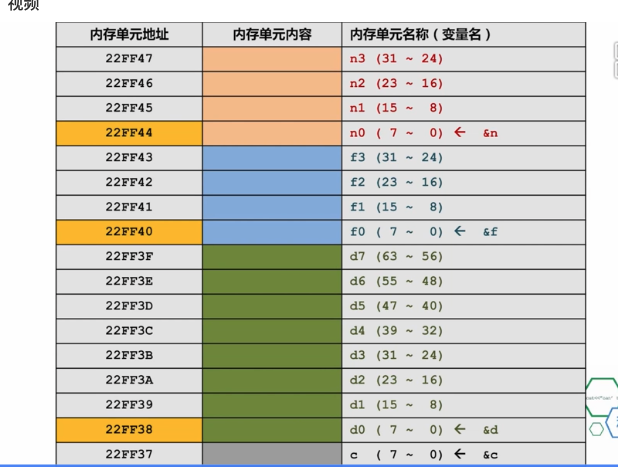 视频
内存单元地址 内存单元内容 内存单元名称（变量名）
22FF47 n3 (31 ~ 24)
22FF46 n2 (23 ~ 16)
22FF45 n1 (15 ~ 8)
22FF44 n0 ( 7 ~ 0) ← &n
22FF43 f3 (31 ~ 24)
22FF42 f2 (23 ~ 16)
22FF41 f1 (15 ~ 8)
22FF40 f0 ( 7 ~ 0) ← &f
22FF3F d7 (63 ~ 56)
22FF3E d6 (55 ~ 48)
22FF3D d5 (47 ~ 40)
22FF3C d4 (39 ~ 32)
22FF3B d3 (31 ~ 24)
22FF3A d2 (23 ~ 16)
22FF39 d1 (15 ~ 8)
22FF38 d0 ( 7 ~ 0) ← &d
22FF37 c ( 7 ~ 0) ← &c